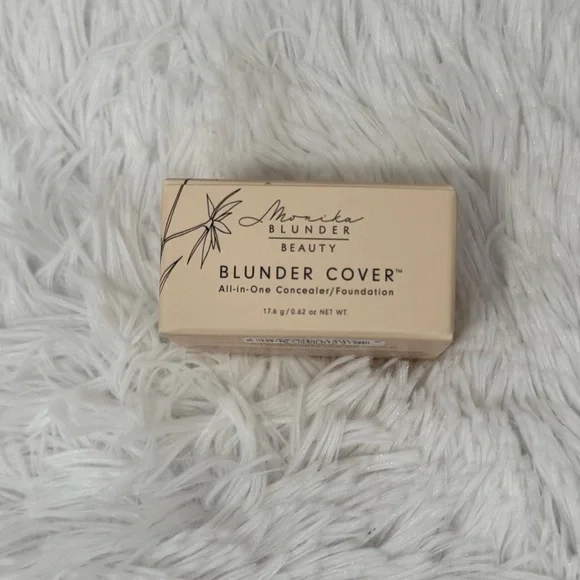 Monika
BLUNDER
BEAUTY
BLUNDER COVER™
All-in-One Concealer/Foundation
17.6 g/0.62 oz NET WT.